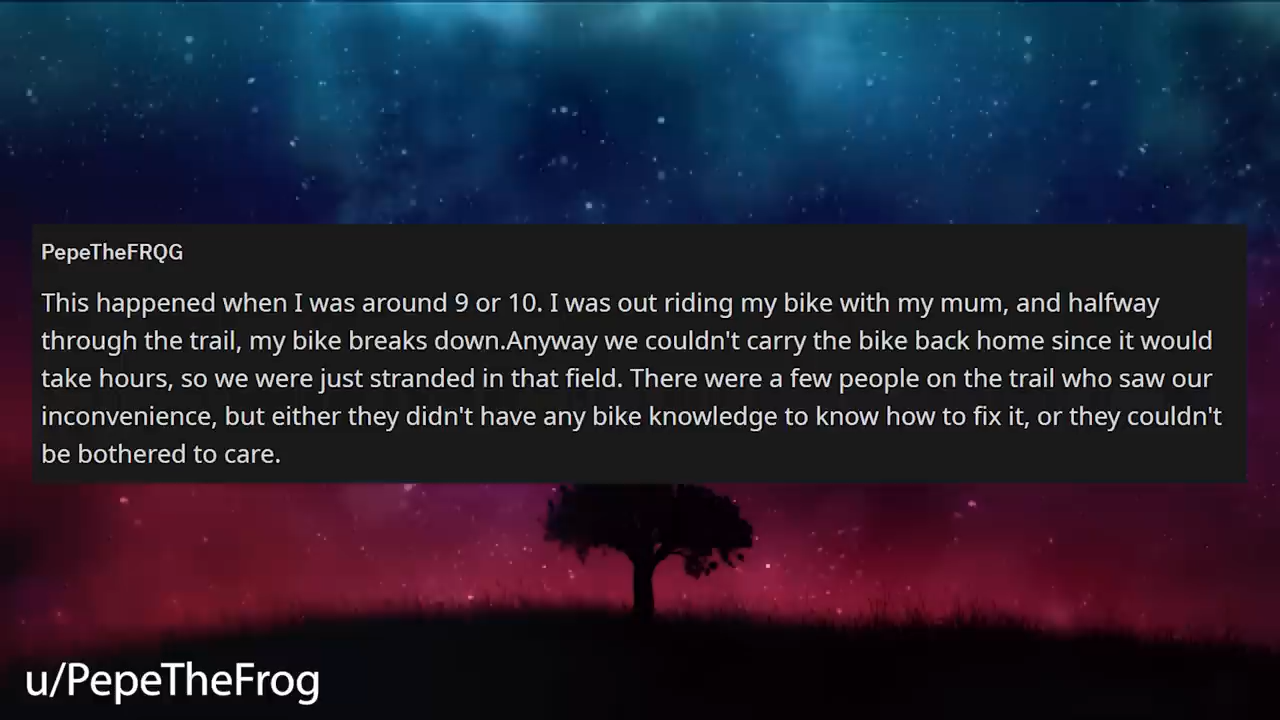 PepeTheFRQG
This happened when I was around 9 or 10. I was out riding my bike with my mum, and halfway
through the trail, my bike breaks down.Anyway we couldn't carry the bike back home since it would
take hours, so we were just stranded in that field. There were a few people on the trail who saw our
inconvenience, but either they didn't have any bike knowledge to know how to fix it, or they couldn't
be bothered to care.
u/PepeTheFrog